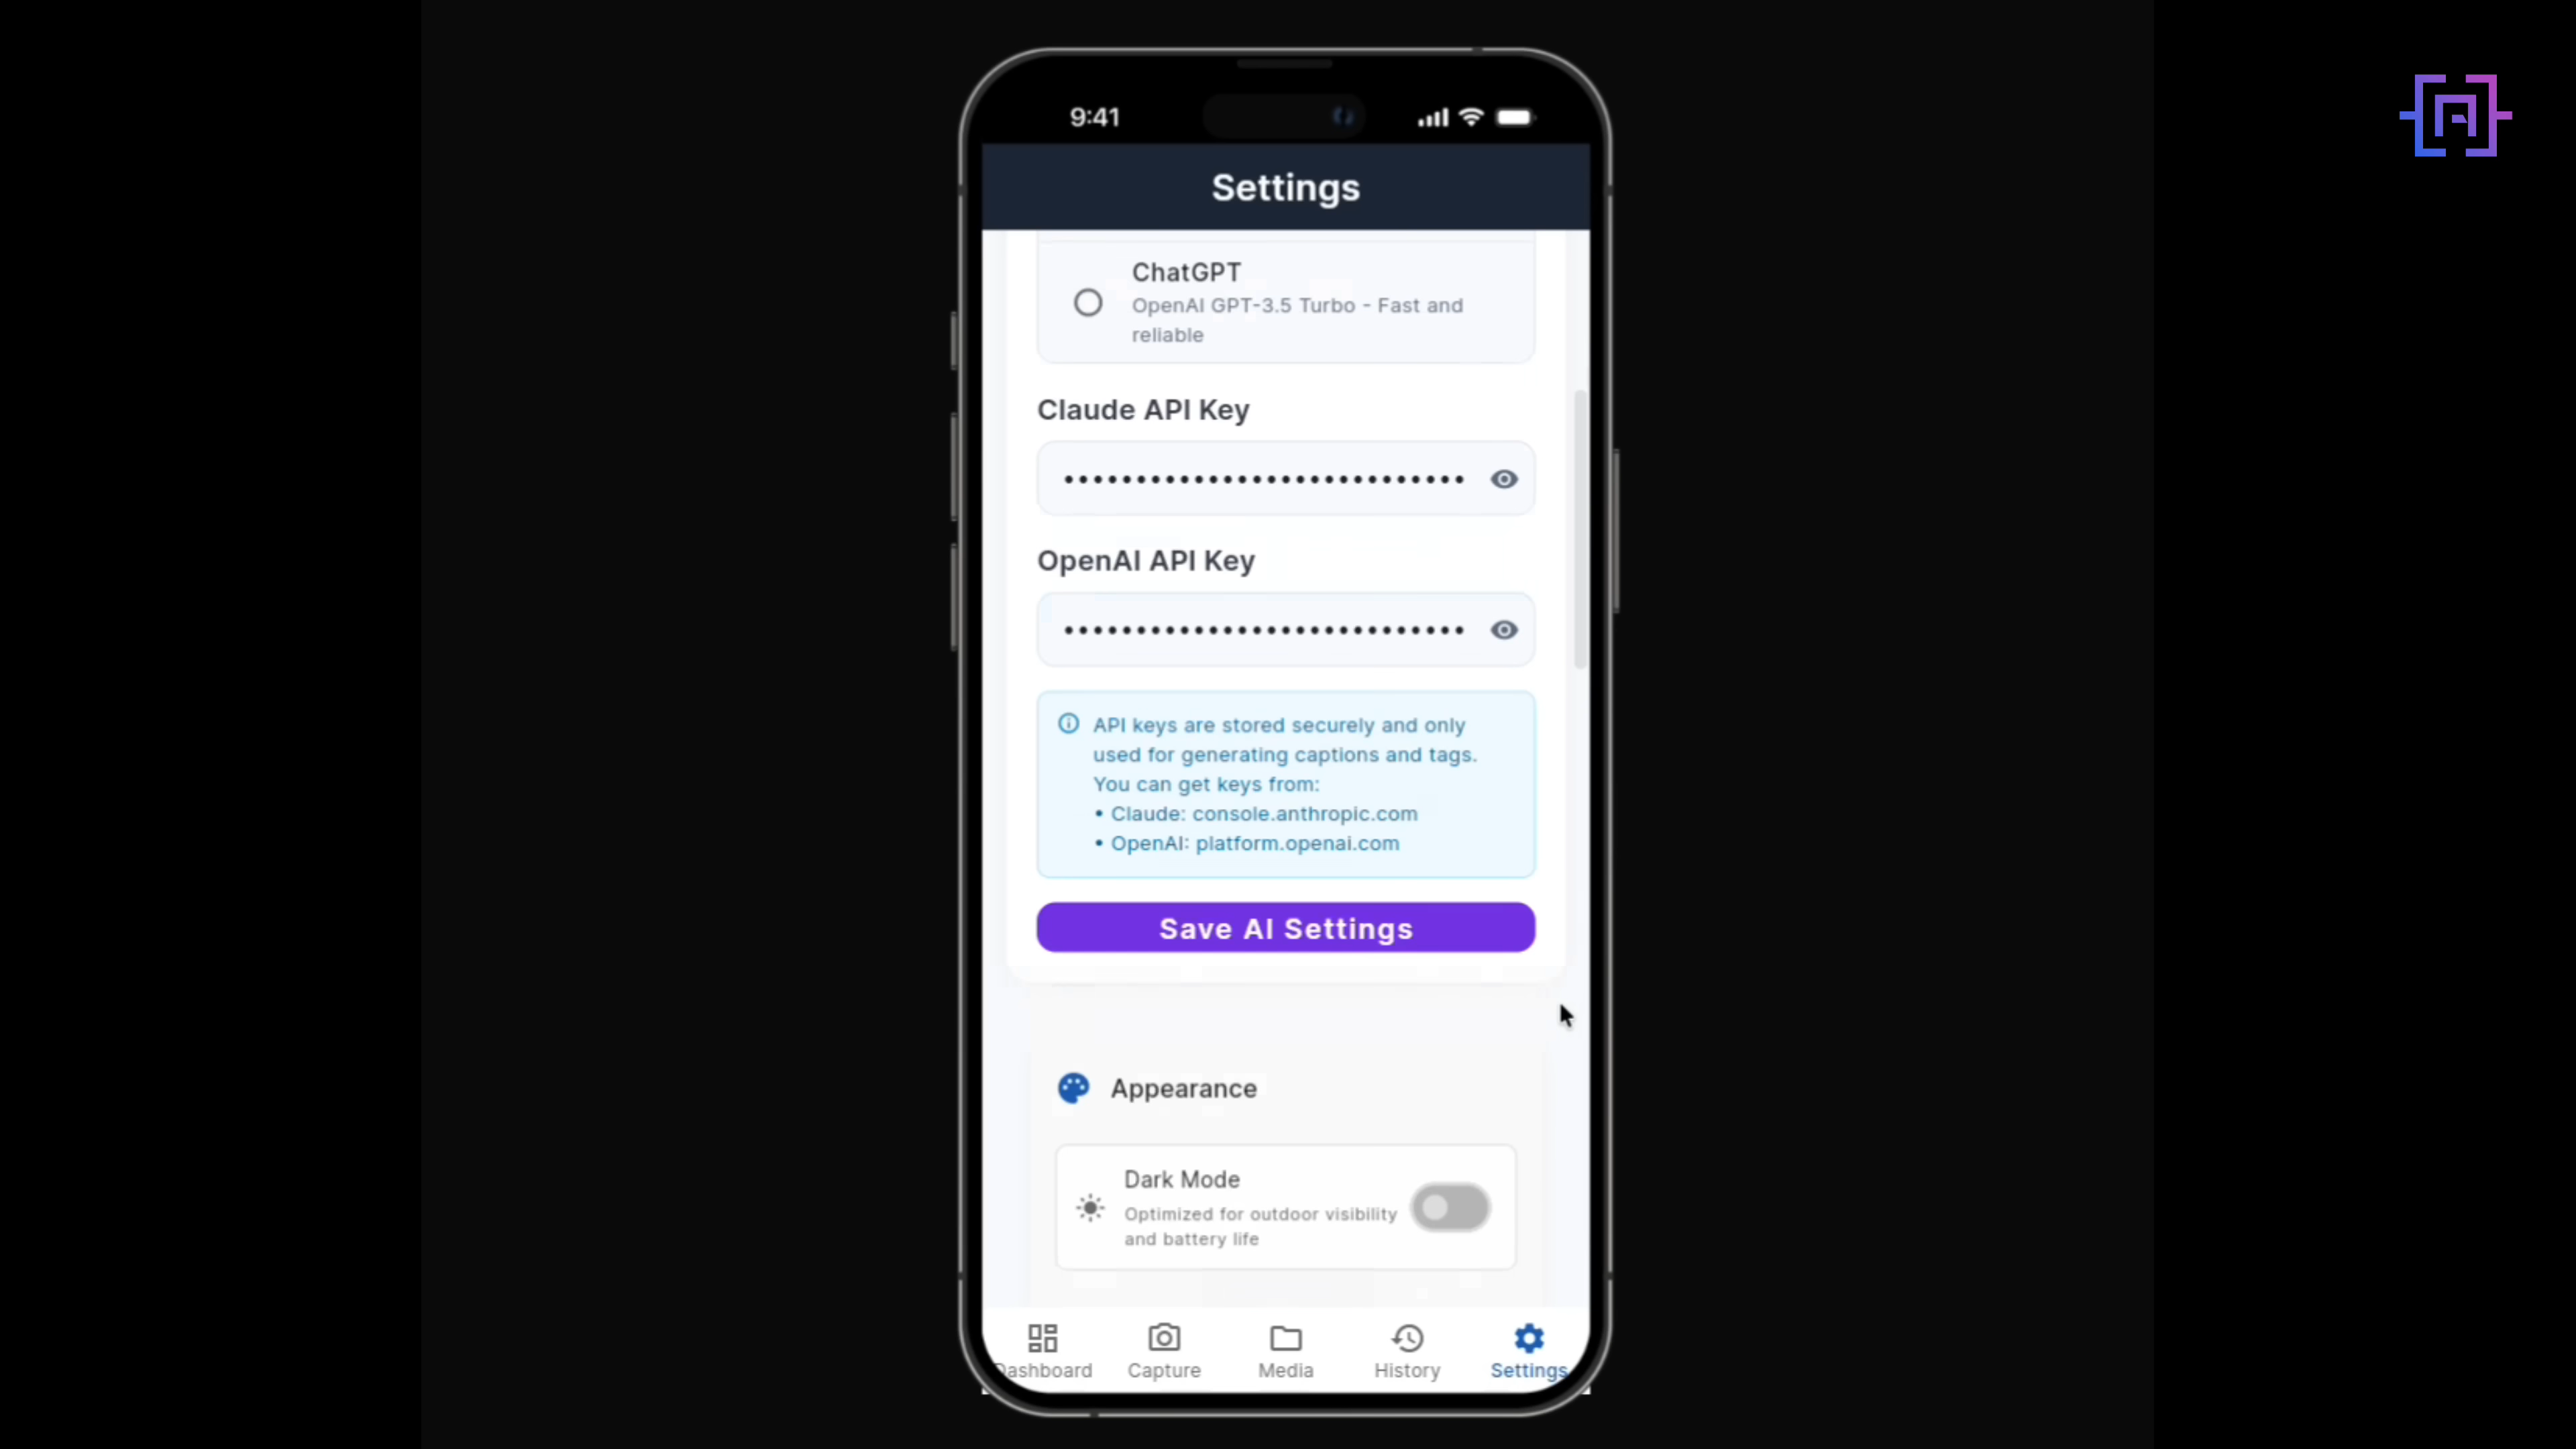 9:41
Settings
ChatGPT
OpenAI GPT-3.5 Turbo - Fast and
reliable
Claude API Key
••••••••••••••••••••••••••••
OpenAI API Key
••••••••••••••••••••••••••••
API keys are stored securely and only
used for generating captions and tags.
You can get keys from:
• Claude: console.anthropic.com
• OpenAI: platform.openai.com
Save AI Settings
Appearance
Dark Mode
Optimized for outdoor visibility
and battery life
Dashboard Capture Media History Settings